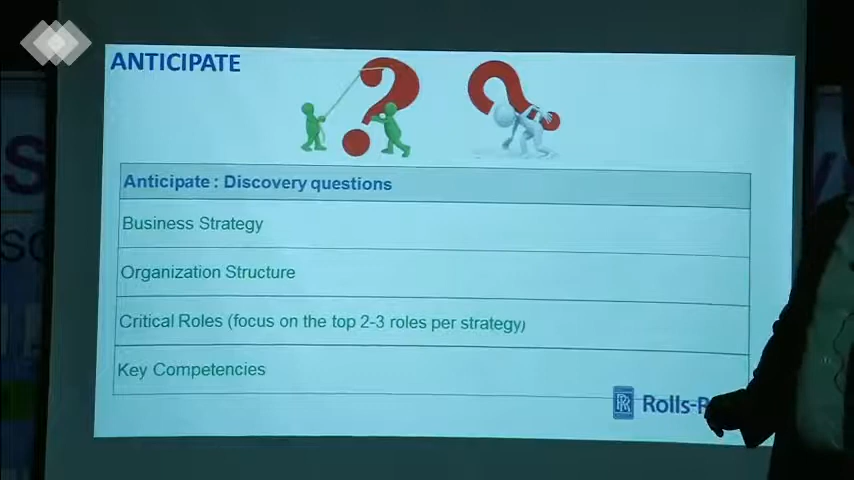 ANTICIPATE
Anticipate : Discovery questions
Business Strategy
Organization Structure
Critical Roles (focus on the top 2-3 roles per strategy)
Key Competencies
Rolls-R